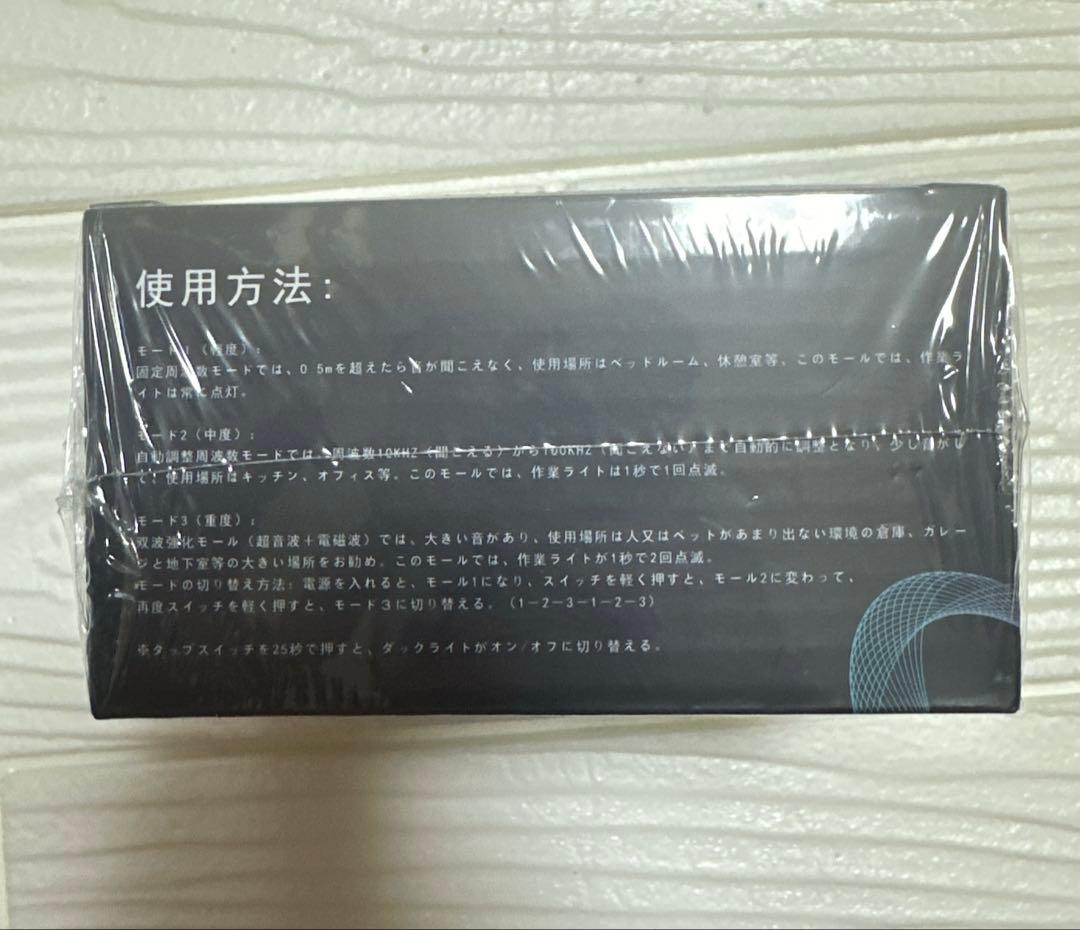 使用方法:
モード1（軽度）:
固定周波数モードでは、0 5mを超えたら音が聞こえなく、使用場所はベットルーム、休憩室等。このモールでは、作業ラ
イトは常に点灯。
モード2（中度）:
自動調整周波数モードでは、周波数10KHZ（聞こえる）から100KHZ（聞こえない）まで自動的に調整となり、少し音がし
て、使用場所はキッチン、オフィス等。このモールでは、作業ライトは1秒で1回点滅。
モード3（重度）:
双波強化モール（超音波＋電磁波）では、大きい音があり、使用場所は人又はペットがあまり出ない環境の倉庫、ガレー
ジと地下室等の大きい場所をお勧め。このモールでは、作業ライトが1秒で2回点滅。
モードの切り替え方法: 電源を入れると、モール1になり、スイッチを軽く押すと、モール2に変わって、
再度スイッチを軽く押すと、モード３に切り替える。（1－2－3－1－2－3）
※タップスイッチを25秒で押すと、ダックライトがオン/オフに切り替える。